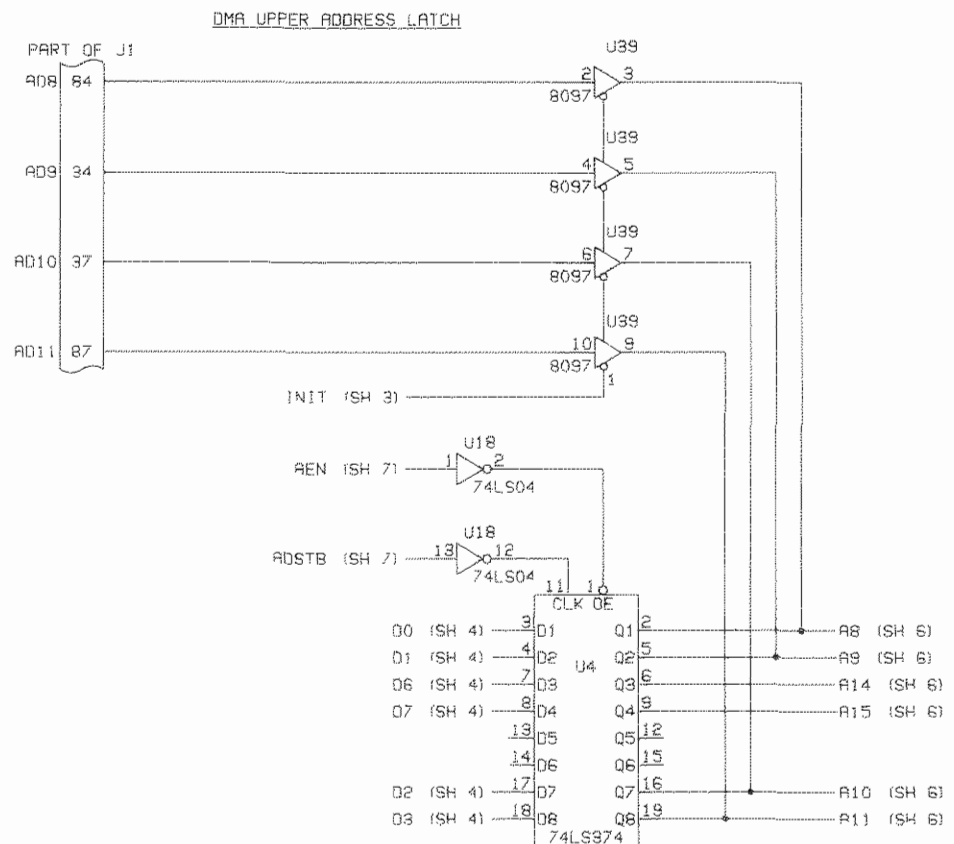 DMA UPPER ADDRESS LATCH
PART OF J1
U39
AD8 84 2 3
8097
U39
AD9 34 4 5
8097
U39
AD10 37 6 7
8097
U39
AD11 87 10 9
8097 1
INIT (SH 3)
U18
AEN (SH 7) 1 2
74LS04
U18
ADSTB (SH 7) 13 12
74LS04
11 1
CLK OE
D0 (SH 4) 3 D1 Q1 2 A8 (SH 6)
D1 (SH 4) 4 D2 U4 Q2 5 A9 (SH 6)
D6 (SH 4) 7 D3 Q3 6 A14 (SH 6)
D7 (SH 4) 8 D4 Q4 9 A15 (SH 6)
13 D5 Q5 12
14 D6 Q6 15
D2 (SH 4) 17 D7 Q7 16 A10 (SH 6)
D3 (SH 4) 18 D8 Q8 19 A11 (SH 6)
74LS374